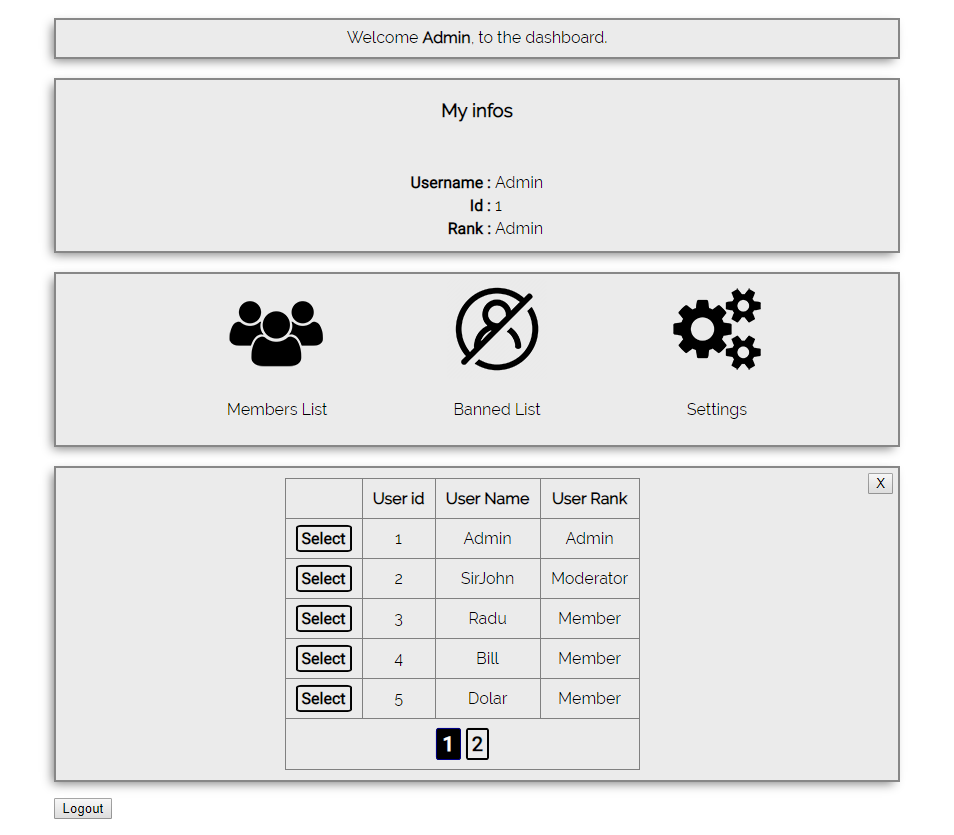 Welcome Admin, to the dashboard.
My infos
Username : Admin
Id : 1
Rank : Admin
Members List
Banned List
Settings
X
User id User Name User Rank
Select 1 Admin Admin
Select 2 SirJohn Moderator
Select 3 Radu Member
Select 4 Bill Member
Select 5 Dolar Member
1 2
Logout